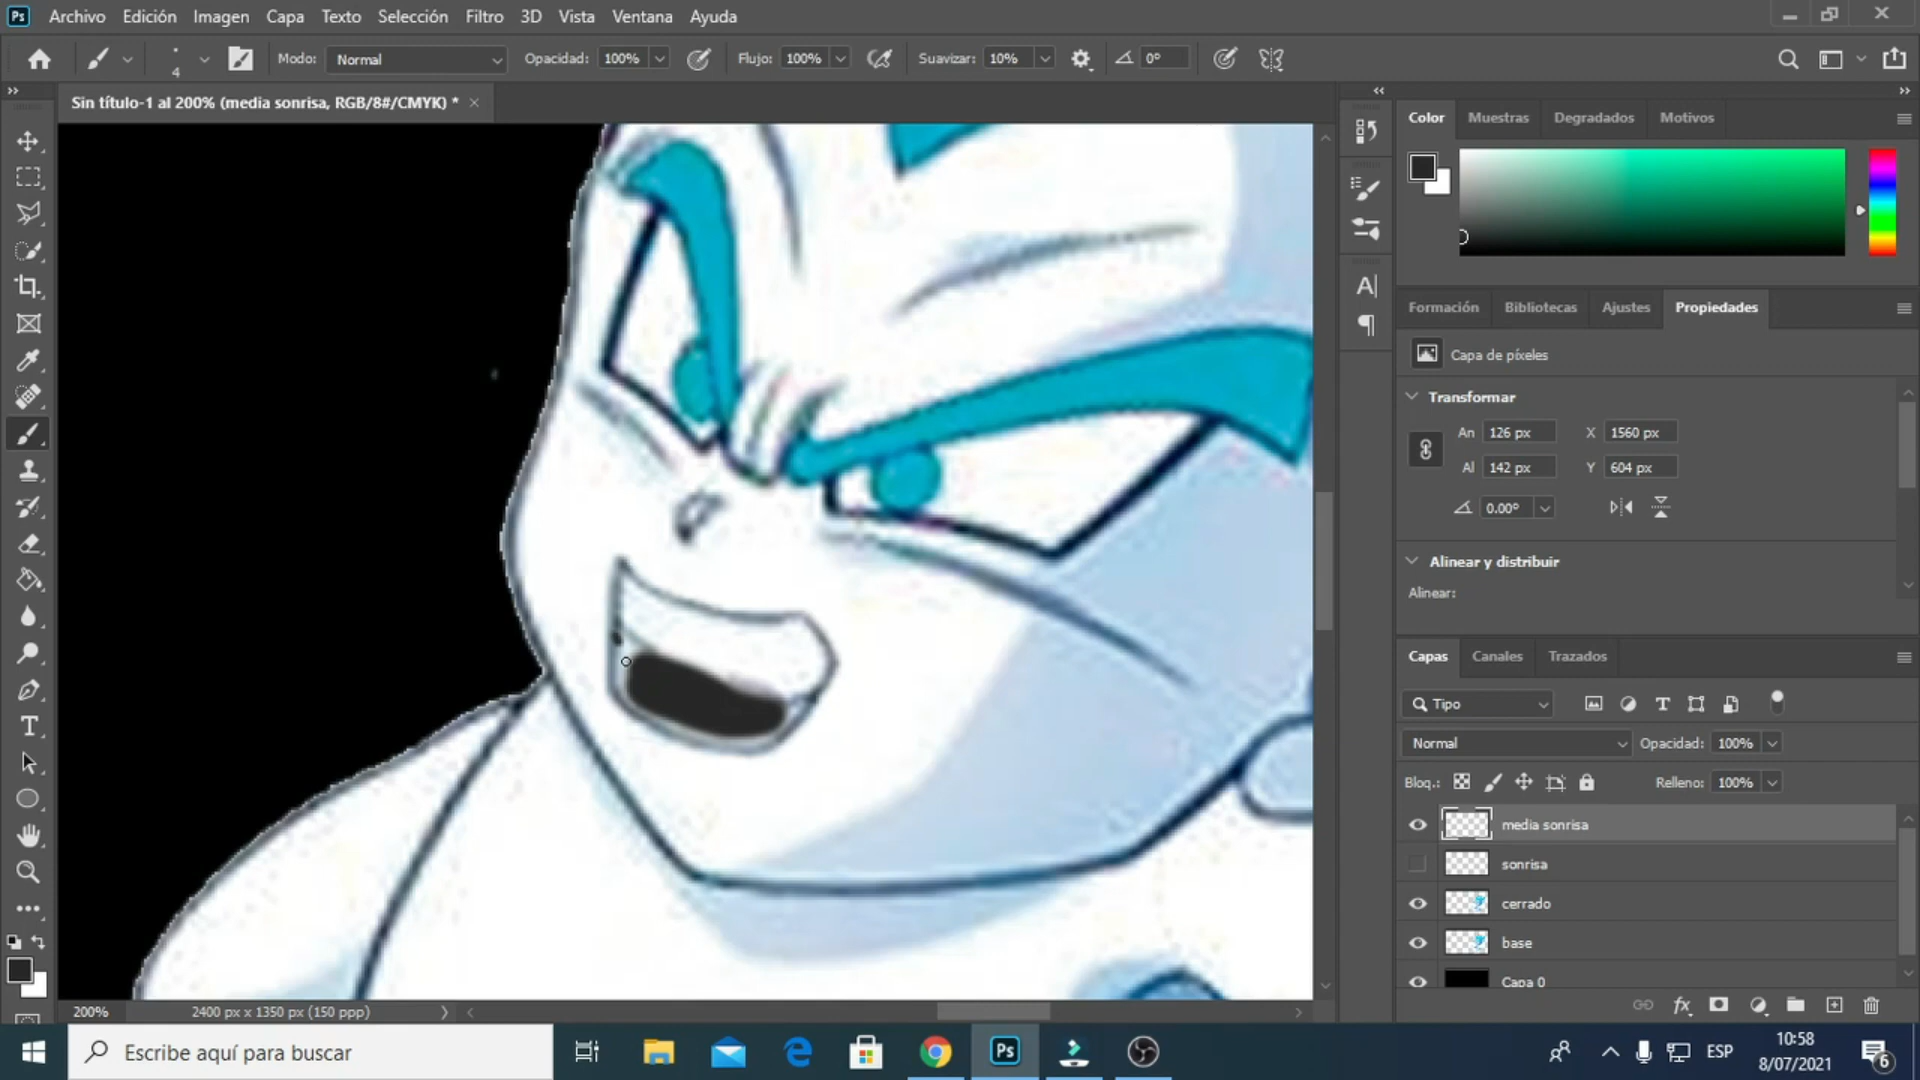 Ps Archivo Edición Imagen Capa Texto Selección Filtro 3D Vista Ventana Ayuda
4 Modo: Normal Opacidad: 100% Flujo: 100% Suavizar: 10% 0°
Sin título-1 al 200% (media sonrisa, RGB/8#/CMYK) *
Color Muestras Degradados Motivos
Formación Bibliotecas Ajustes Propiedades
Capa de píxeles
Transformar
An 126 px X 1560 px
Al 142 px Y 604 px
0.00°
Alinear y distribuir
Alinear:
Capas Canales Trazados
Tipo
Normal Opacidad: 100%
Bloq.: Relleno: 100%
media sonrisa
sonrisa
cerrado
base
Capa 0
200% 2400 px x 1350 px (150 ppp)
Escribe aquí para buscar
Ps
ESP
10:58
8/07/2021
6